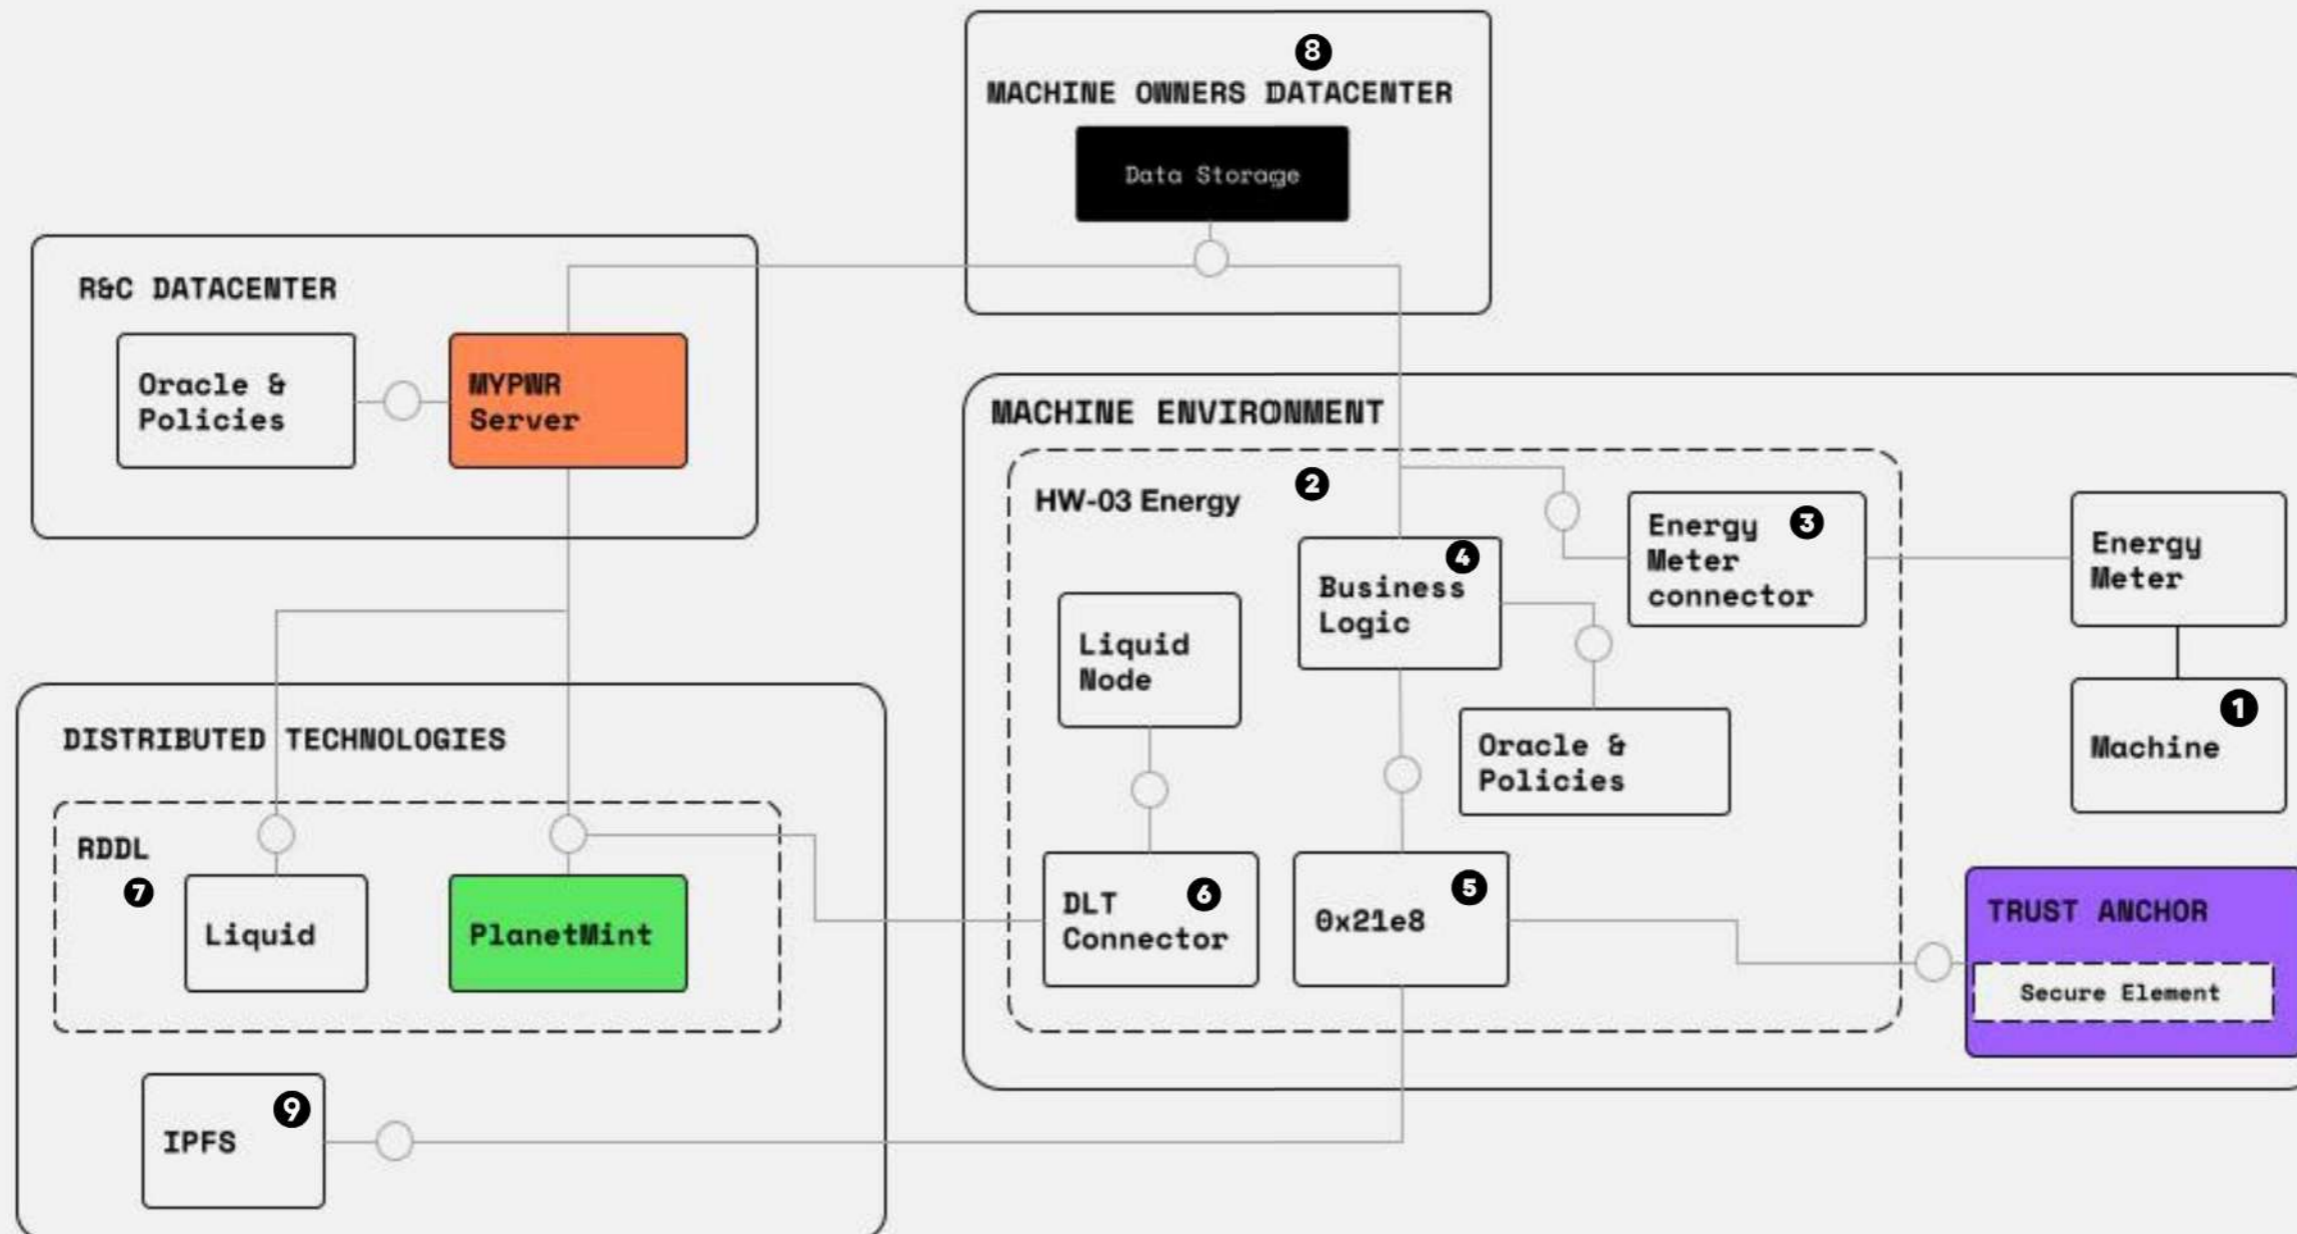 8
MACHINE OWNERS DATACENTER
Data Storage
R&C DATACENTER
Oracle &
Policies
MYPWR
Server
MACHINE ENVIRONMENT
HW-03 Energy
2
Energy
Meter
connector
3
Energy
Meter
4
Business
Logic
Liquid
Node
Oracle &
Policies
1
Machine
DISTRIBUTED TECHNOLOGIES
RDDL
7
Liquid
PlanetMint
DLT
Connector
6
5
0x21e8
TRUST ANCHOR
Secure Element
9
IPFS